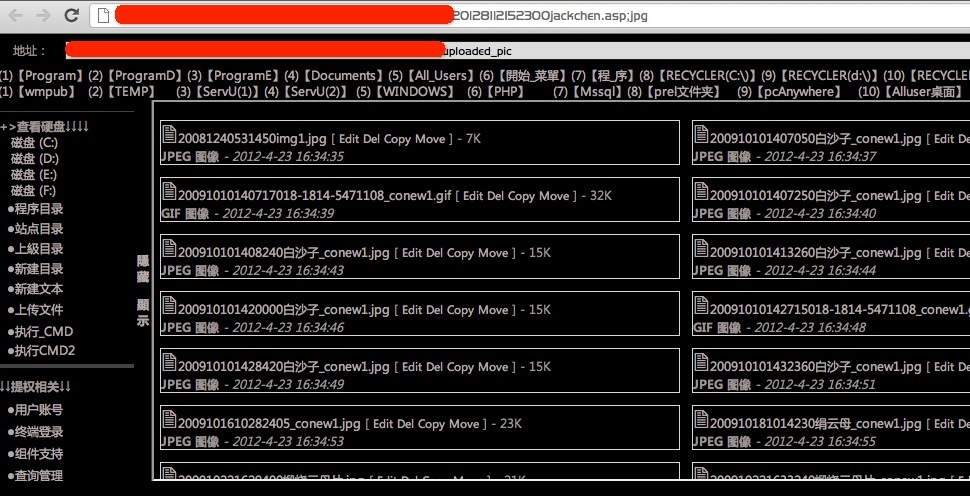 20128112152300jackchen.asp;jpg
地址：
uploaded_pic
(1)【Program】(2)【ProgramD】(3)【ProgramE】(4)【Documents】(5)【All_Users】(6)【開始_菜單】(7)【程_序】(8)【RECYCLER(C:\)】(9)【RECYCLER(d:\)】(10)【RECYCLE
(1)【wmpub】 (2)【TEMP】 (3)【ServU(1)】(4)【ServU(2)】 (5)【WINDOWS】 (6)【PHP】 (7)【Mssql】(8)【prel文件夹】 (9)【pcAnywhere】 (10)【Alluser桌面】
+>查看硬盘↓↓↓↓
磁盘 (C:)
磁盘 (D:)
磁盘 (E:)
磁盘 (F:)
●程序目录
●站点目录
●上級目录
●新建目录
●新建文本
●上传文件
●执行_CMD
●执行CMD2
↓↓提权相关↓↓
●用户账号
●终端登录
●组件支持
●查询管理
隱藏
顯示
20081240531450img1.jpg [ Edit Del Copy Move ] - 7K
JPEG 图像 - 2012-4-23 16:34:35
200910101407050白沙子_conew1.jpg [ Edit
JPEG 图像 - 2012-4-23 16:34:37
20091010140717018-1814-5471108_conew1.gif [ Edit Del Copy Move ] - 32K
GIF 图像 - 2012-4-23 16:34:39
200910101407250白沙子_conew1.jpg [ Edit
JPEG 图像 - 2012-4-23 16:34:40
200910101408240白沙子_conew1.jpg [ Edit Del Copy Move ] - 15K
JPEG 图像 - 2012-4-23 16:34:43
200910101413260白沙子_conew1.jpg [ Edit
JPEG 图像 - 2012-4-23 16:34:44
200910101420000白沙子_conew1.jpg [ Edit Del Copy Move ] - 15K
JPEG 图像 - 2012-4-23 16:34:46
20091010142715018-1814-5471108_conew1.g
GIF 图像 - 2012-4-23 16:34:48
200910101428420白沙子_conew1.jpg [ Edit Del Copy Move ] - 15K
JPEG 图像 - 2012-4-23 16:34:49
200910101432360白沙子_conew1.jpg [ Edit
JPEG 图像 - 2012-4-23 16:34:51
200910161028​2405_conew1.jpg [ Edit Del Copy Move ] - 23K
JPEG 图像 - 2012-4-23 16:34:53
200910181014230绢云母_conew1.jpg [ Edit
JPEG 图像 - 2012-4-23 16:34:55
[ Edit Del Copy Move ] - 21K